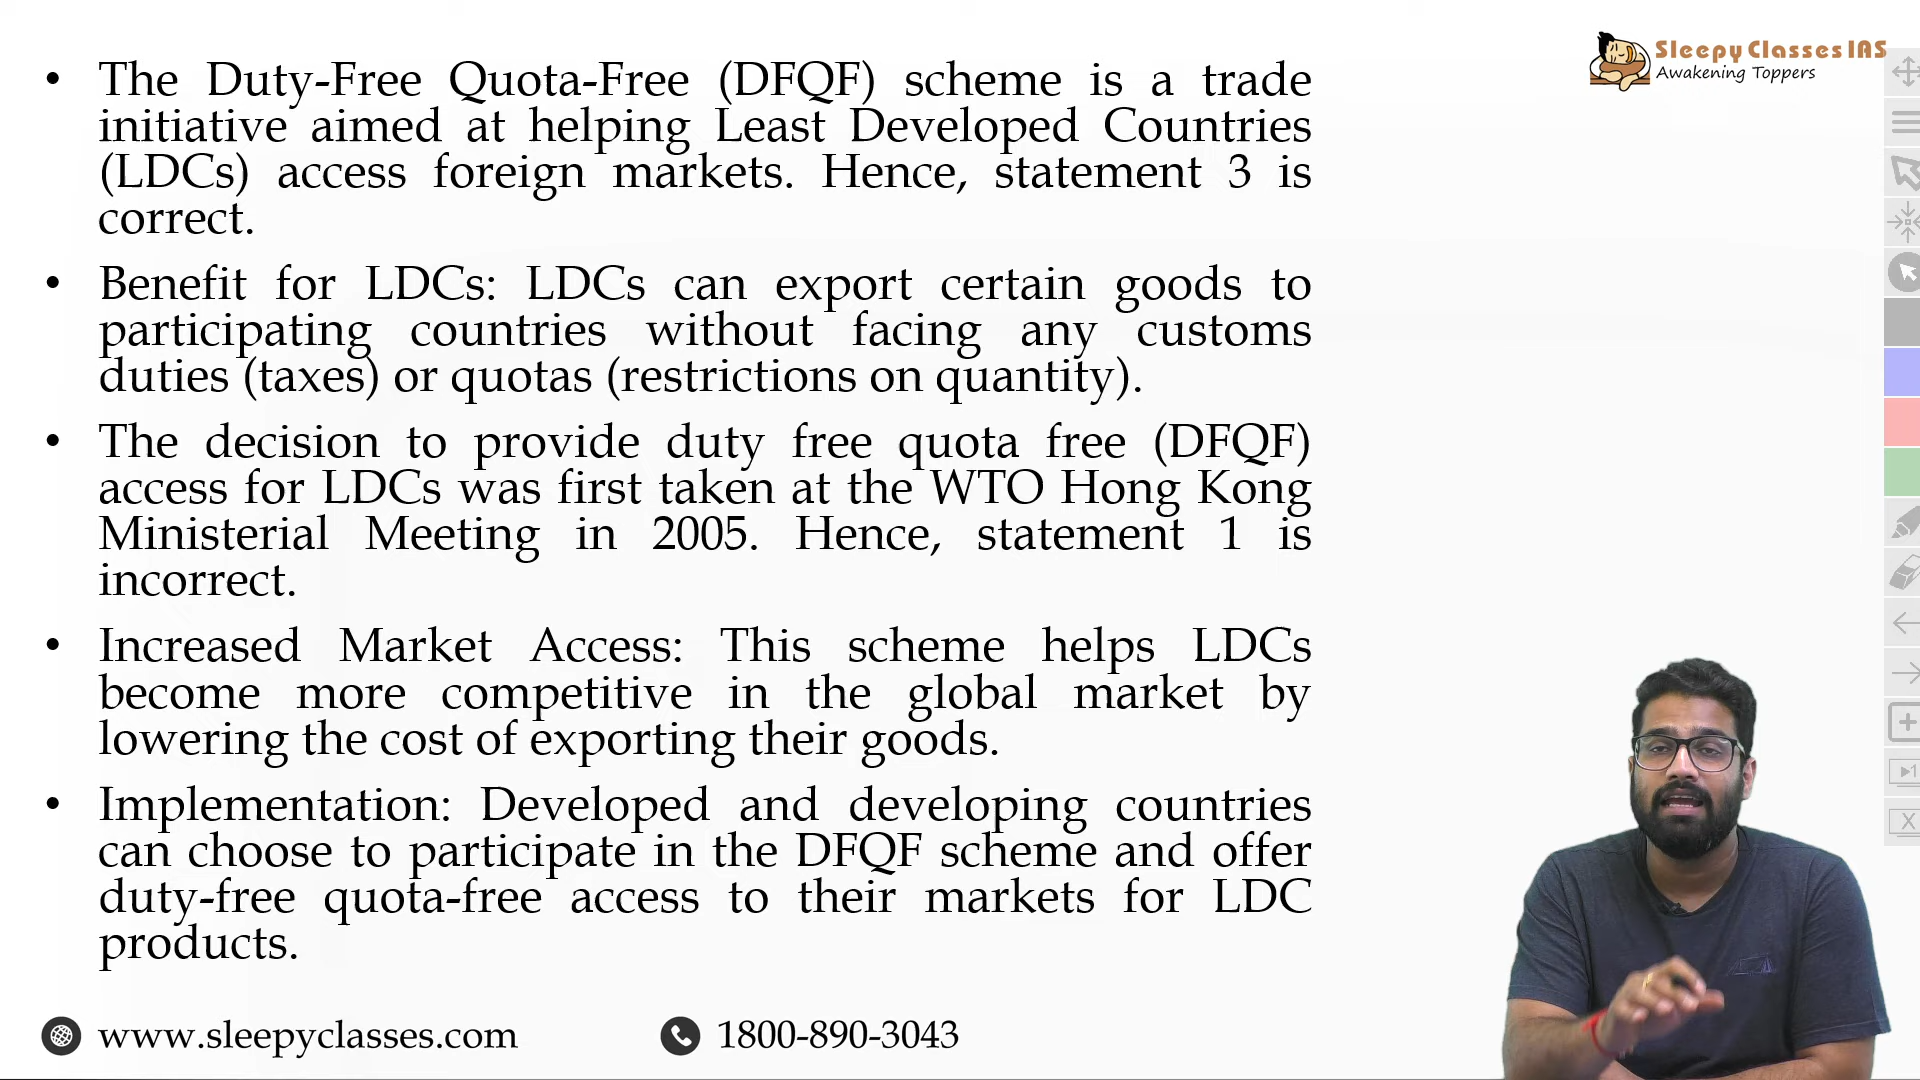 Sleepy Classes IAS
Awakening Toppers
• The Duty-Free Quota-Free (DFQF) scheme is a trade
initiative aimed at helping Least Developed Countries
(LDCs) access foreign markets. Hence, statement 3 is
correct.
• Benefit for LDCs: LDCs can export certain goods to
participating countries without facing any customs
duties (taxes) or quotas (restrictions on quantity).
• The decision to provide duty free quota free (DFQF)
access for LDCs was first taken at the WTO Hong Kong
Ministerial Meeting in 2005. Hence, statement 1 is
incorrect.
• Increased Market Access: This scheme helps LDCs
become more competitive in the global market by
lowering the cost of exporting their goods.
• Implementation: Developed and developing countries
can choose to participate in the DFQF scheme and offer
duty-free quota-free access to their markets for LDC
products.
www.sleepyclasses.com
1800-890-3043